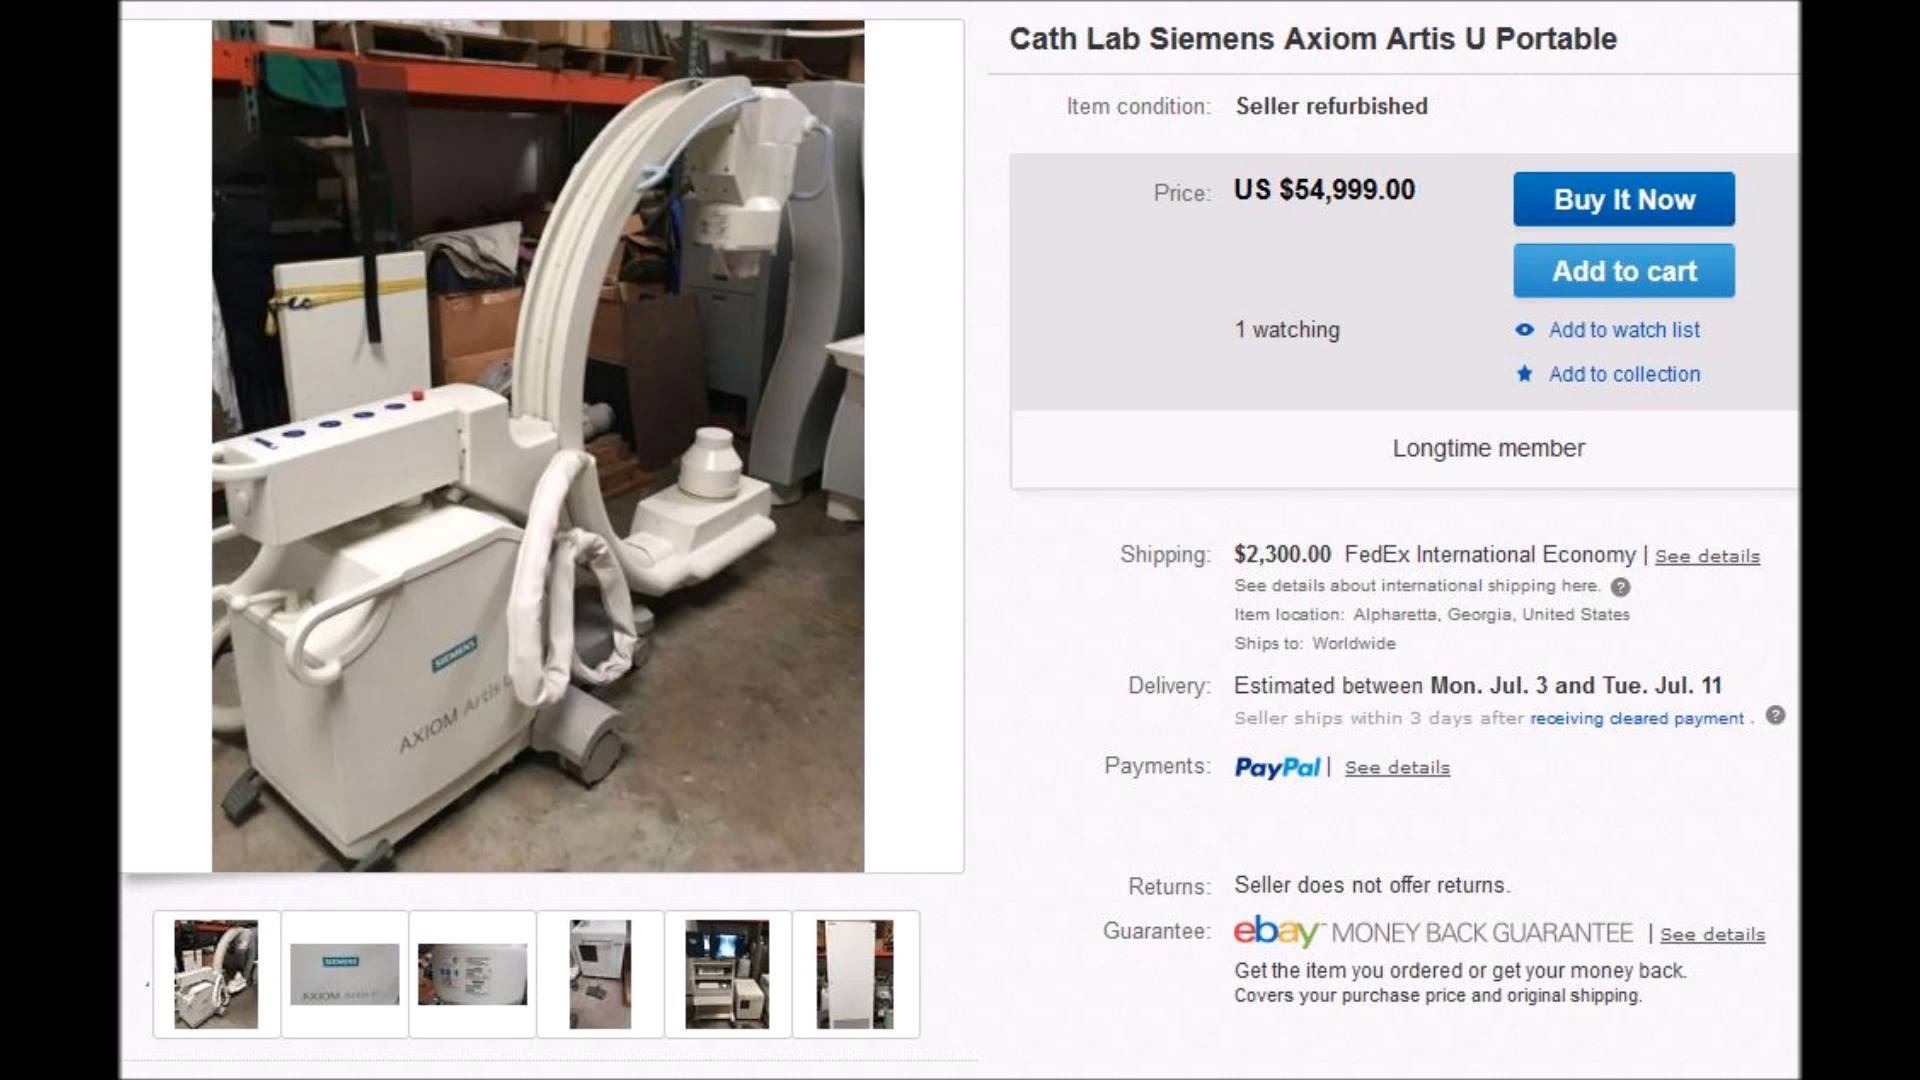 Cath Lab Siemens Axiom Artis U Portable
Item condition: Seller refurbished
Price: US $54,999.00
Buy It Now
Add to cart
1 watching
Add to watch list
Add to collection
Longtime member
Shipping: $2,300.00 FedEx International Economy | See details
See details about international shipping here. ?
Item location: Alpharetta, Georgia, United States
Ships to: Worldwide
Delivery: Estimated between Mon. Jul. 3 and Tue. Jul. 11
Seller ships within 3 days after receiving cleared payment . ?
Payments: PayPal | See details
Returns: Seller does not offer returns.
Guarantee: ebay MONEY BACK GUARANTEE | See details
Get the item you ordered or get your money back.
Covers your purchase price and original shipping.
SIEMENS
AXIOM Artis
SIEMENS
AXIOM Artis